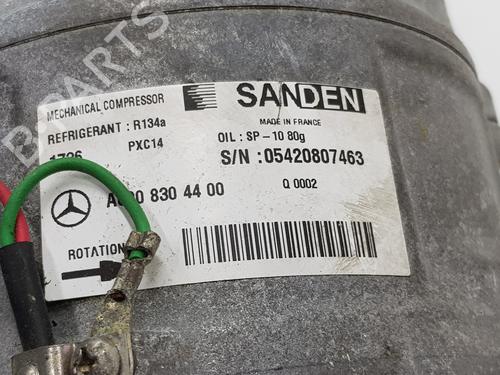 B-PARTS
MECHANICAL COMPRESSOR
SANDEN
REFRIGERANT : R134a
MADE IN FRANCE
PXC14
OIL : SP-10 80g
S/N :05420807463
830 44 00
Q 0002
ROTATION